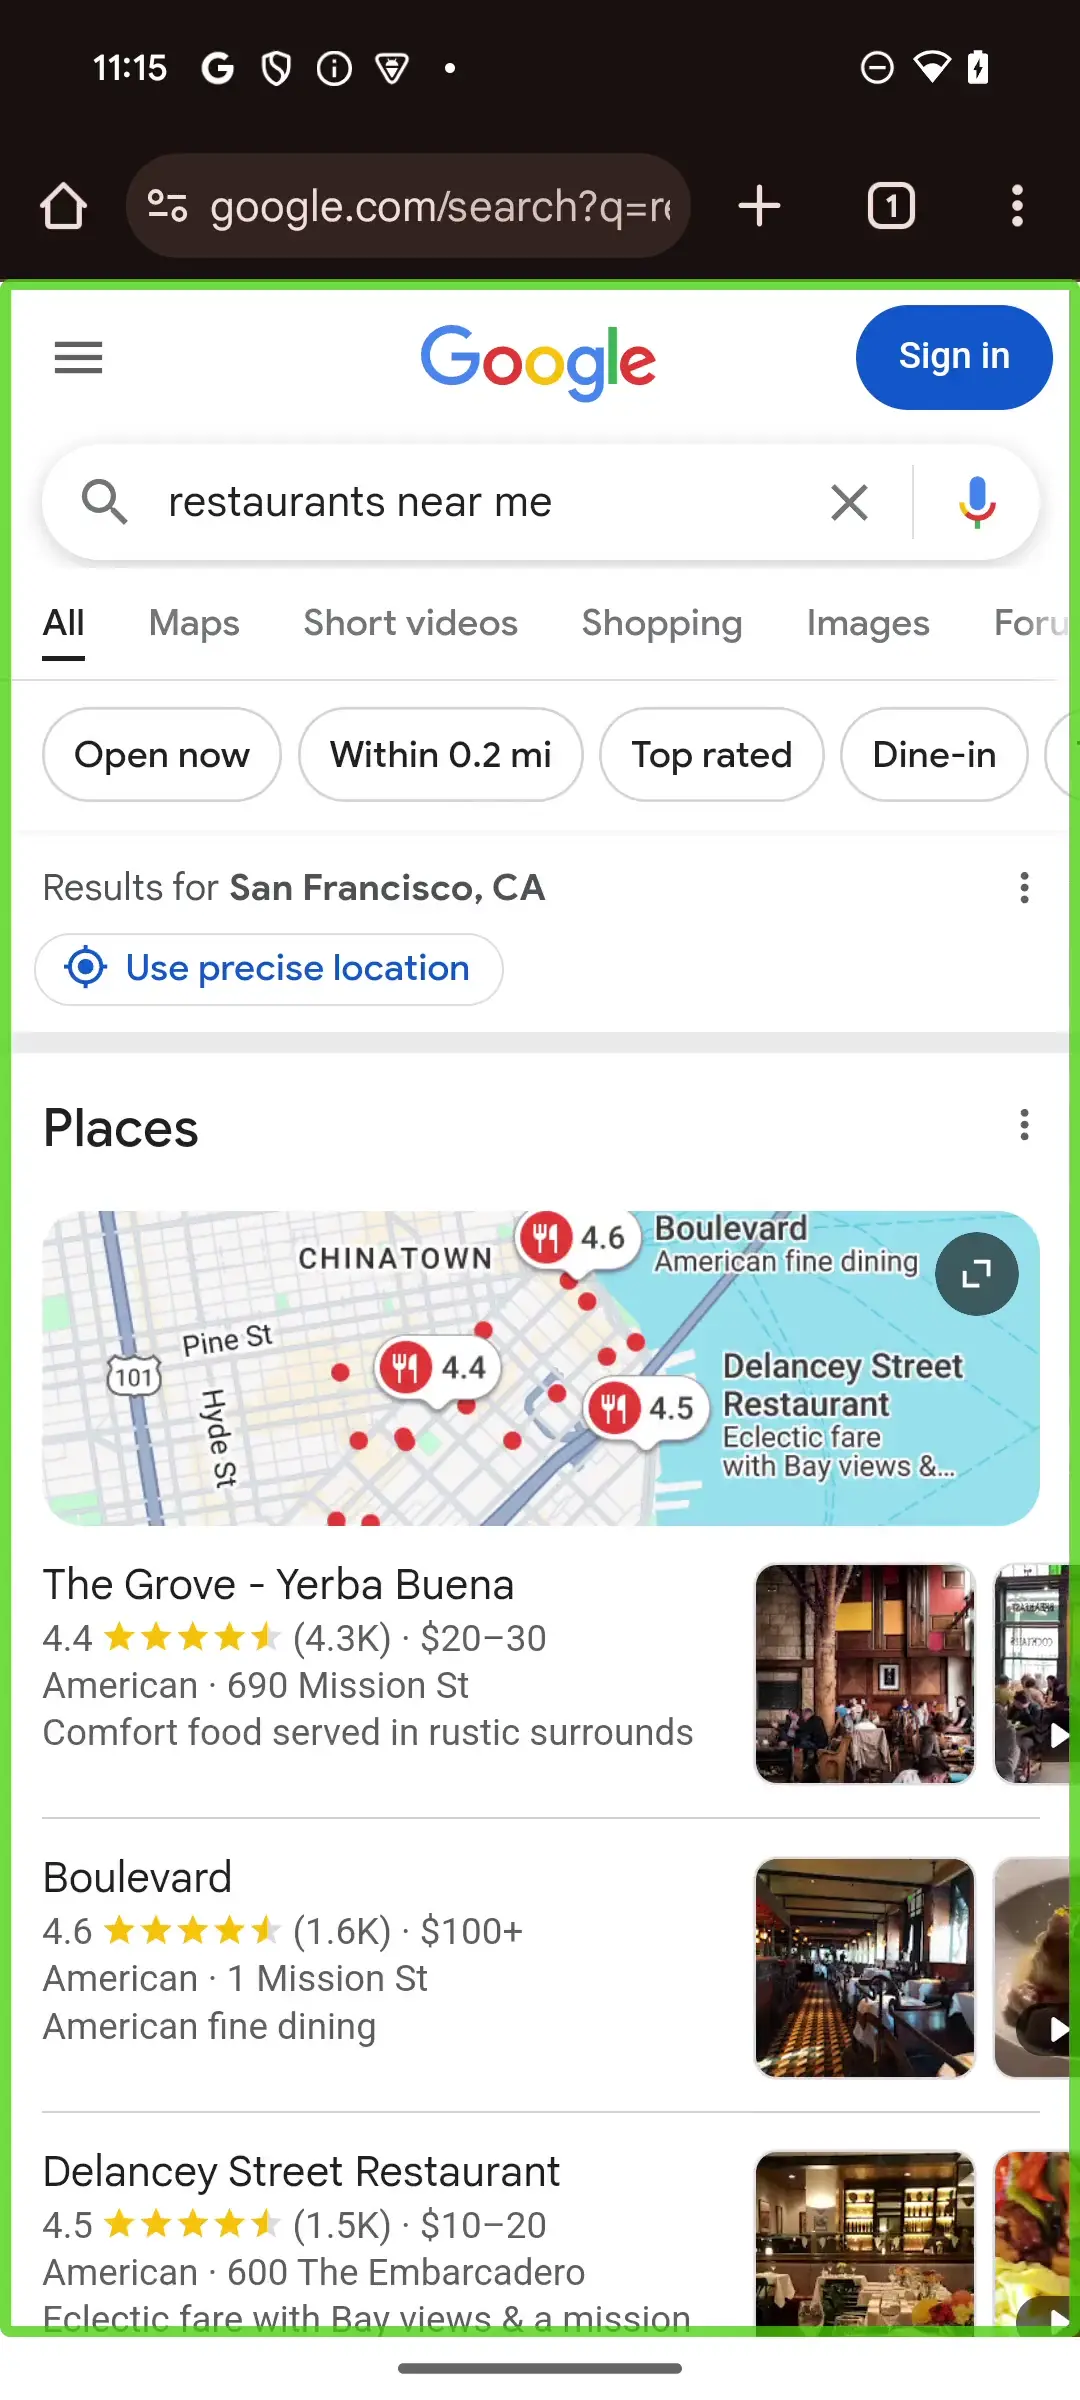 11:15
google.com/search?q=re
1
Google
Sign in
restaurants near me
All Maps Short videos Shopping Images Foru
Open now Within 0.2 mi Top rated Dine-in
Results for San Francisco, CA
Use precise location
Places
CHINATOWN
4.6
Boulevard
American fine dining
Pine St
101
Hyde St
4.4
4.5
Delancey Street
Restaurant
Eclectic fare
with Bay views &...
The Grove - Yerba Buena
4.4 (4.3K) · $20–30
American · 690 Mission St
Comfort food served in rustic surrounds
Boulevard
4.6 (1.6K) · $100+
American · 1 Mission St
American fine dining
Delancey Street Restaurant
4.5 (1.5K) · $10–20
American · 600 The Embarcadero
Eclectic fare with Bay views & a mission